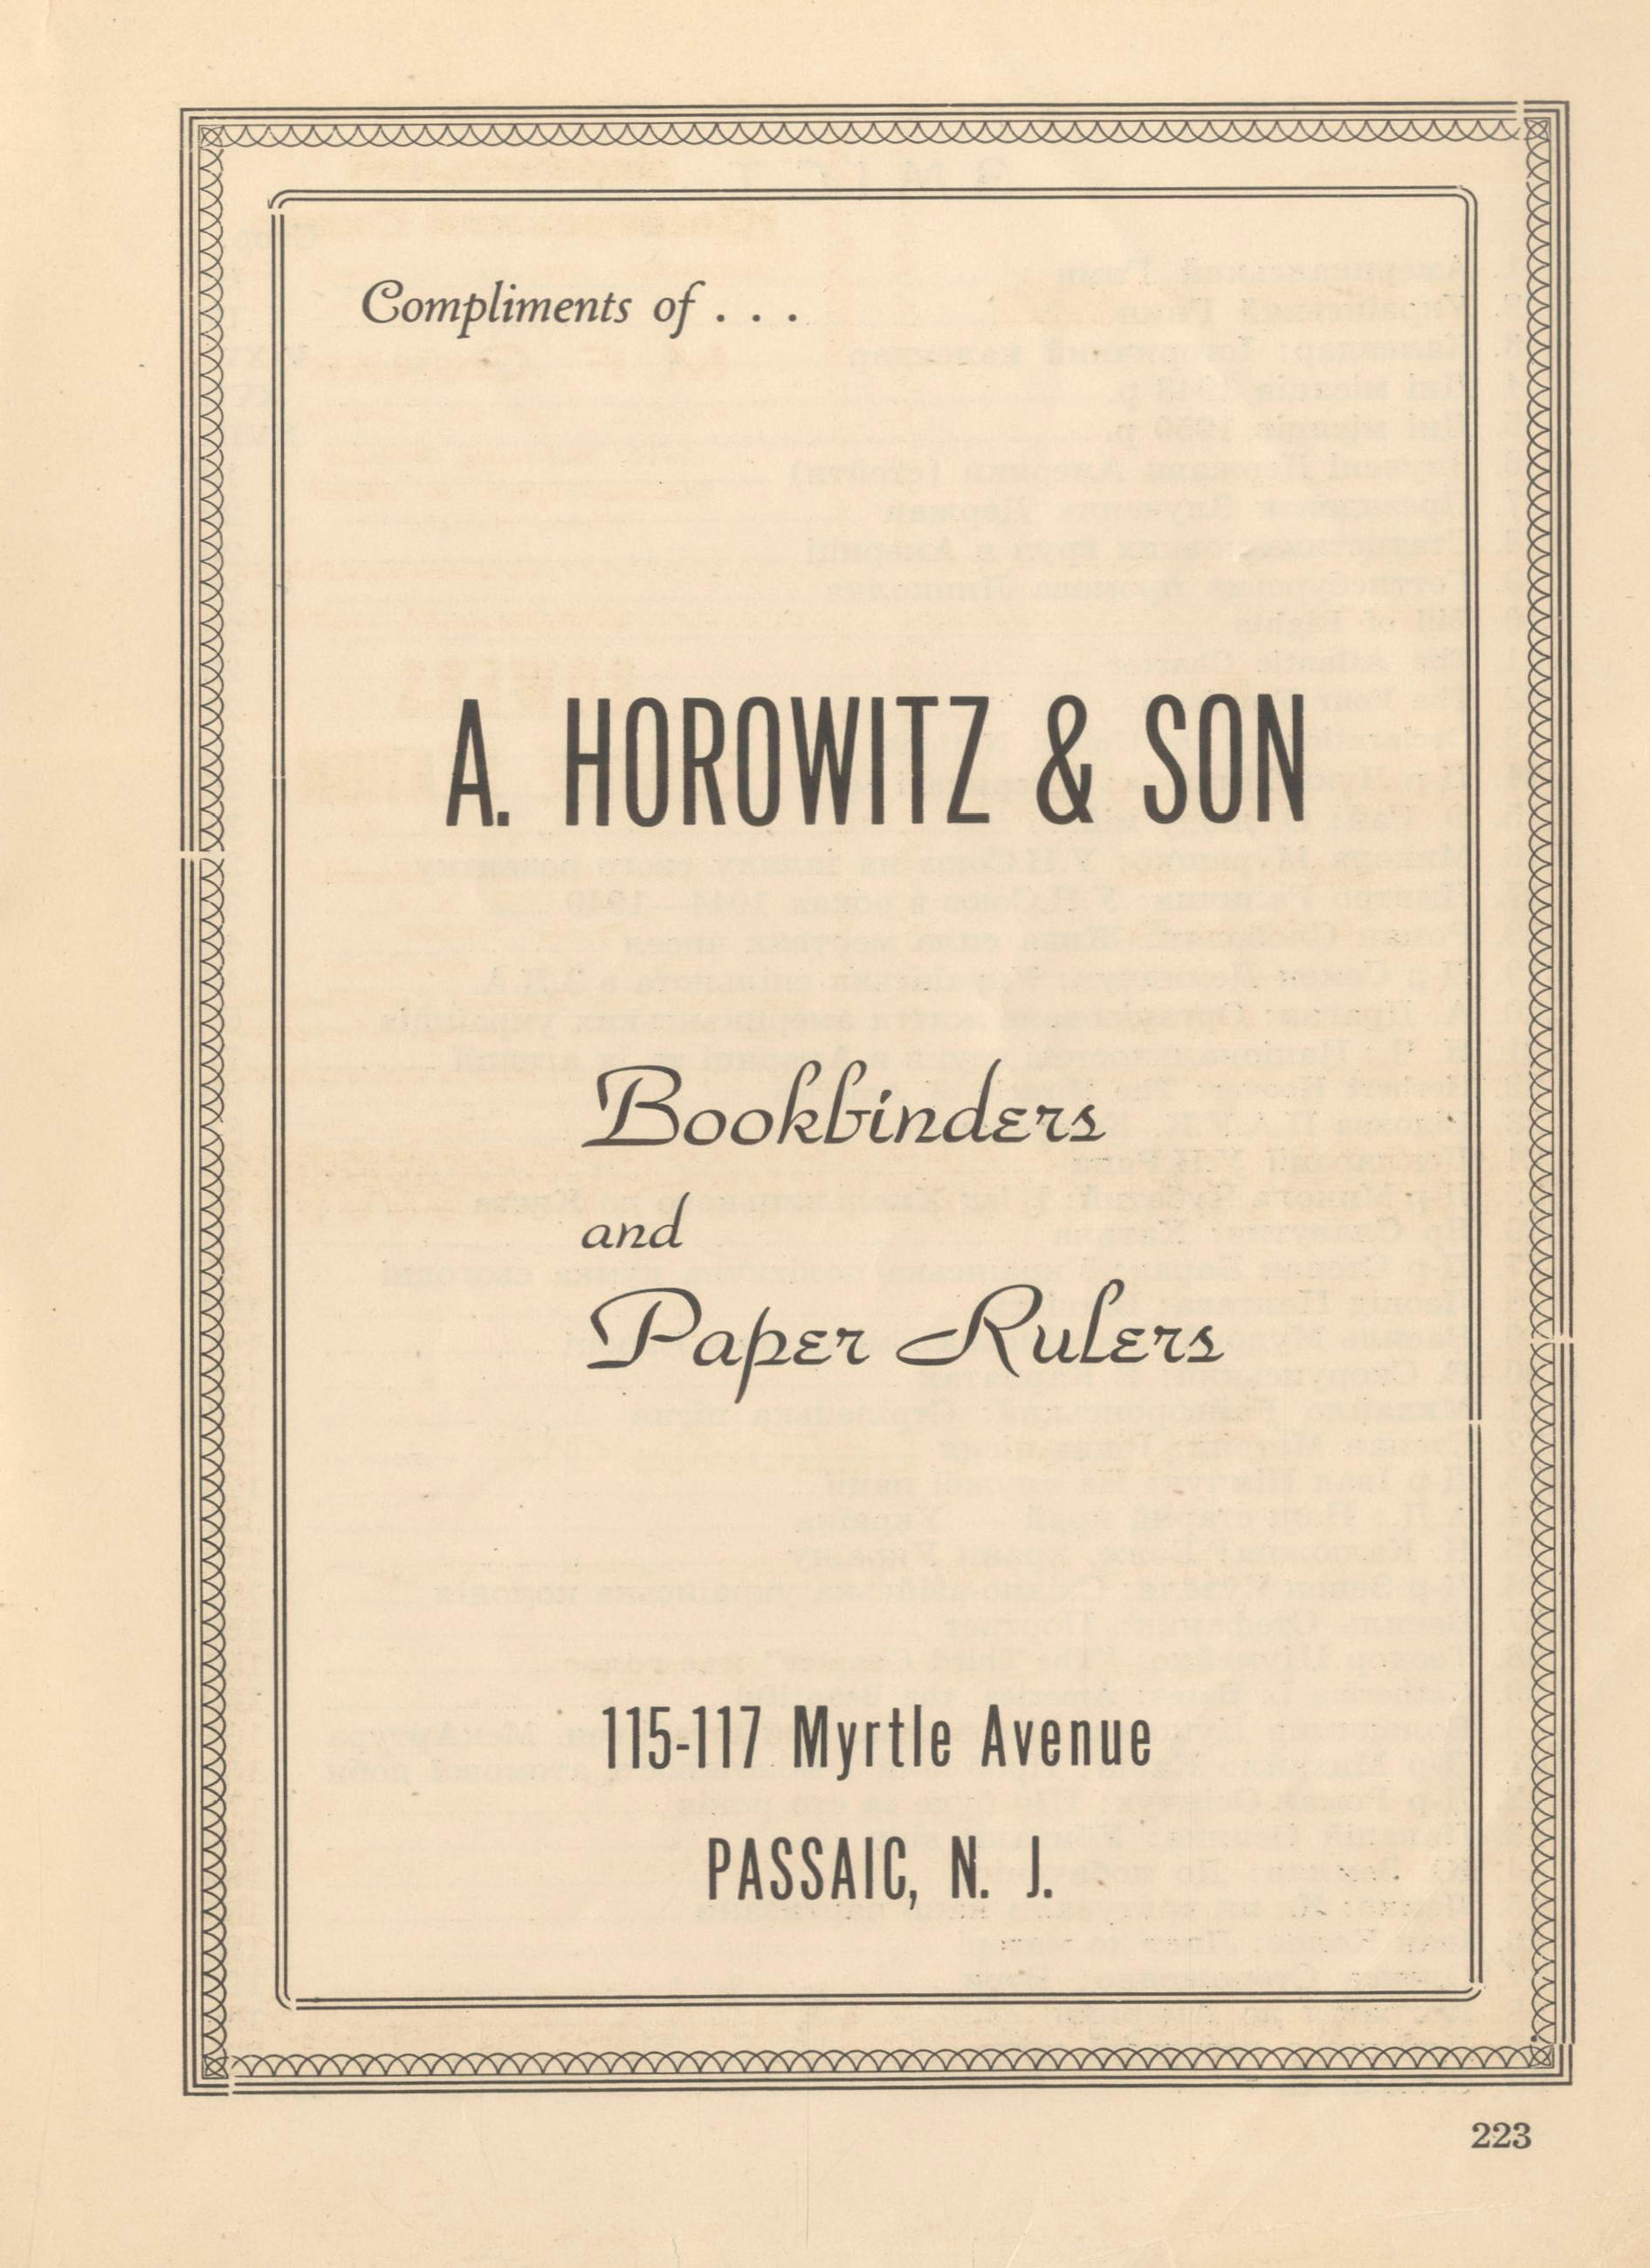 Compliments of . . .
A. HOROWITZ & SON
Bookbinders
and
Paper Rulers
115-117 Myrtle Avenue
PASSAIC, N. J.
223